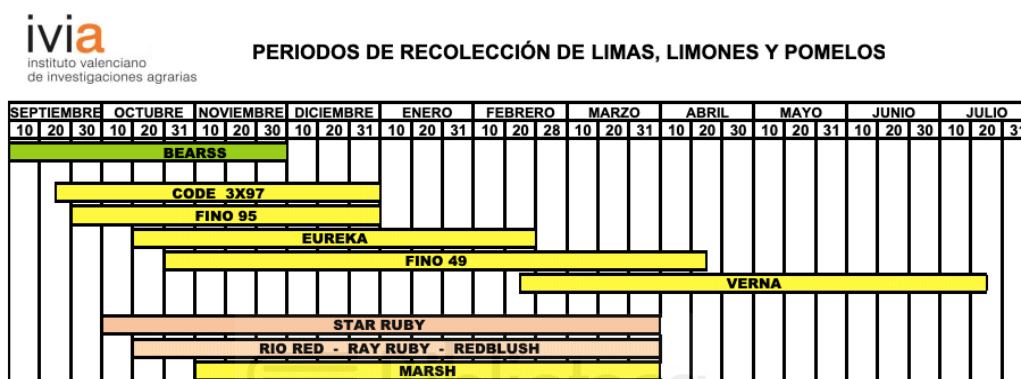 ivia
instituto valenciano
de investigaciones agrarias
PERIODOS DE RECOLECCIÓN DE LIMAS, LIMONES Y POMELOS
SEPTIEMBRE OCTUBRE NOVIEMBRE DICIEMBRE ENERO FEBRERO MARZO ABRIL MAYO JUNIO JULIO
10 20 30 10 20 31 10 20 30 10 20 31 10 20 31 10 20 28 10 20 31 10 20 30 10 20 31 10 20 30 10 20 31
BEARSS
CODE 3X97
FINO 95
EUREKA
FINO 49
VERNA
STAR RUBY
RIO RED - RAY RUBY - REDBLUSH
MARSH